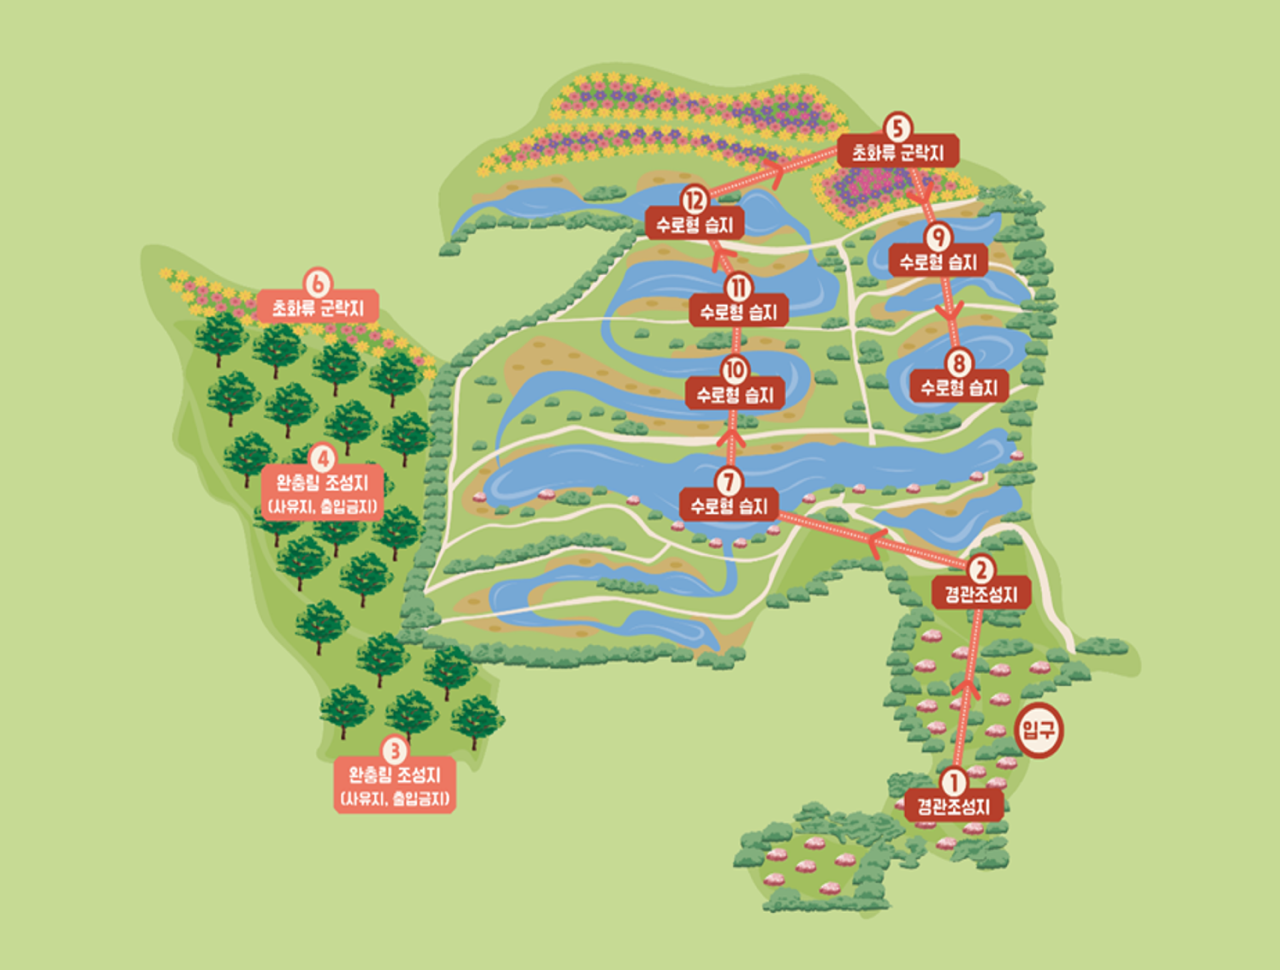 5
초화류 군락지
12
수로형 습지
9
수로형 습지
6
초화류 군락지
11
수로형 습지
10
수로형 습지
8
수로형 습지
4
완충림 조성지
(사유지, 출입금지)
7
수로형 습지
2
경관조성지
입구
3
완충림 조성지
(사유지, 출입금지)
1
경관조성지